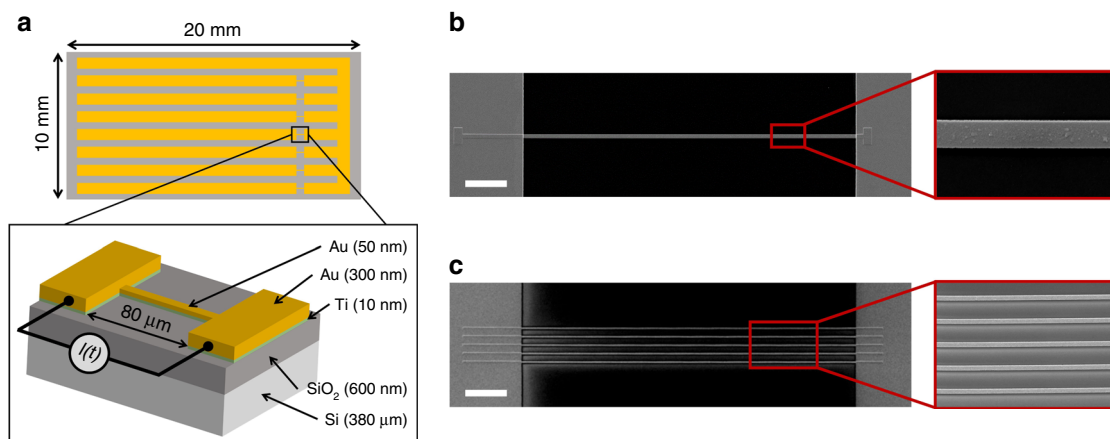 a
20 mm
10 mm
Au (50 nm)
Au (300 nm)
Ti (10 nm)
80 μm
I(t)
SiO2 (600 nm)
Si (380 μm)
b
c